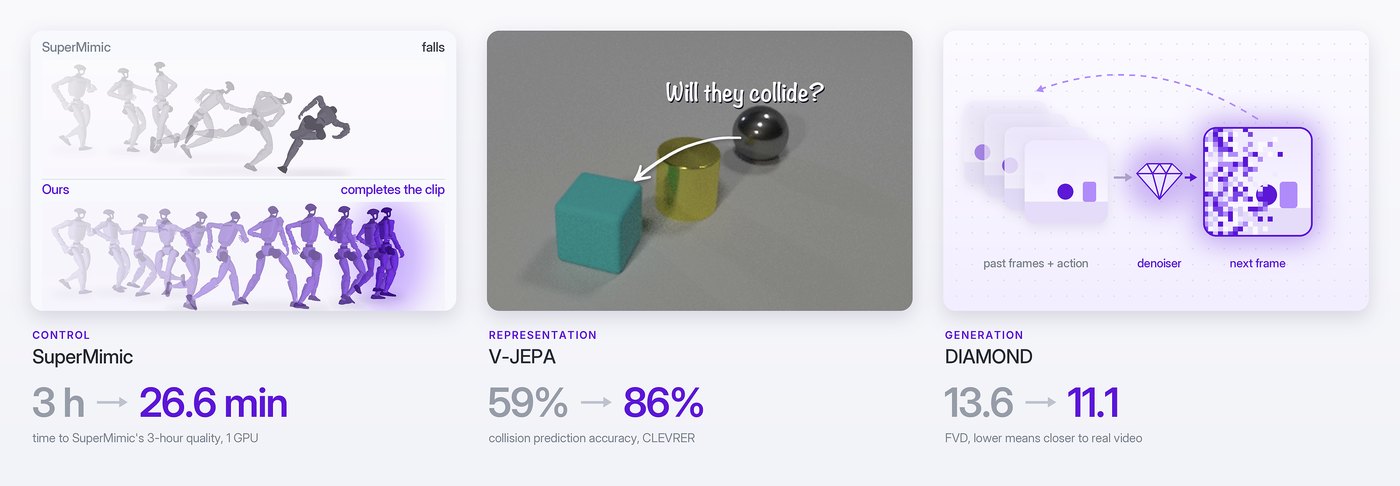 SuperMimic
falls
Ours
completes the clip
CONTROL
SuperMimic
3 h → 26.6 min
time to SuperMimic's 3-hour quality, 1 GPU
Will they collide?
REPRESENTATION
V-JEPA
59% → 86%
collision prediction accuracy, CLEVRER
past frames + action
denoiser
next frame
GENERATION
DIAMOND
13.6 → 11.1
FVD, lower means closer to real video